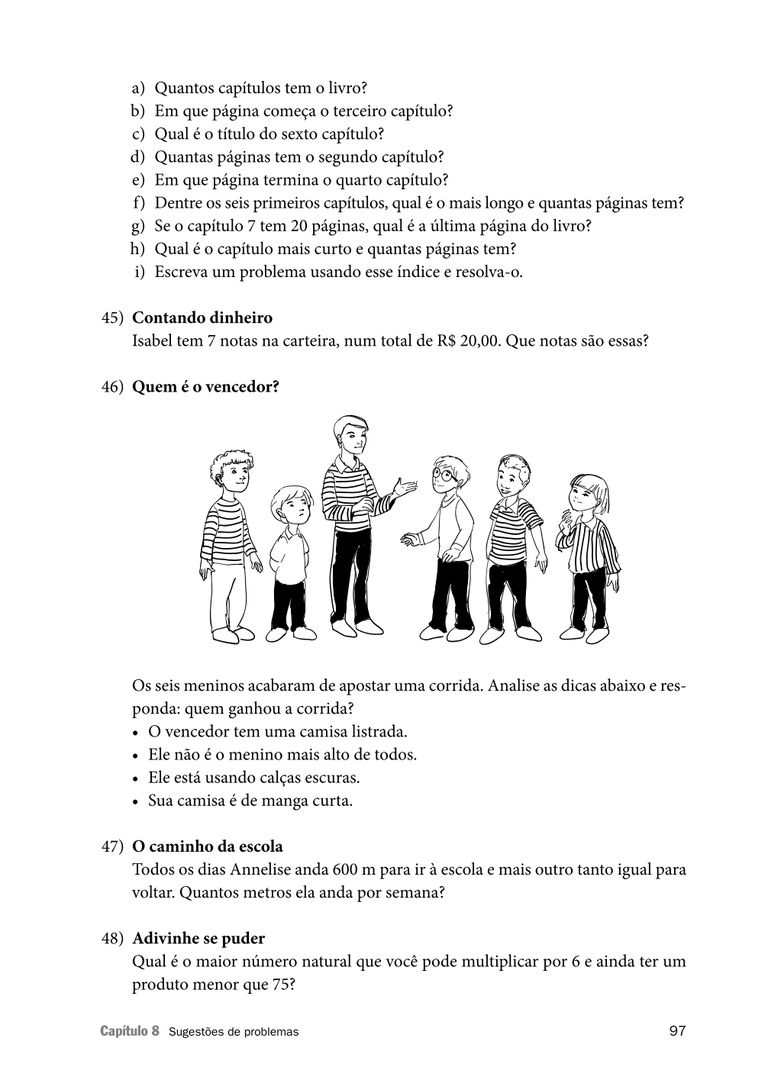 a) Quantos capítulos tem o livro?
b) Em que página começa o terceiro capítulo?
c) Qual é o título do sexto capítulo?
d) Quantas páginas tem o segundo capítulo?
e) Em que página termina o quarto capítulo?
f) Dentre os seis primeiros capítulos, qual é o mais longo e quantas páginas tem?
g) Se o capítulo 7 tem 20 páginas, qual é a última página do livro?
h) Qual é o capítulo mais curto e quantas páginas tem?
i) Escreva um problema usando esse índice e resolva-o.
45) Contando dinheiro
Isabel tem 7 notas na carteira, num total de R$ 20,00. Que notas são essas?
46) Quem é o vencedor?
Os seis meninos acabaram de apostar uma corrida. Analise as dicas abaixo e res-
ponda: quem ganhou a corrida?
• O vencedor tem uma camisa listrada.
• Ele não é o menino mais alto de todos.
• Ele está usando calças escuras.
• Sua camisa é de manga curta.
47) O caminho da escola
Todos os dias Annelise anda 600 m para ir à escola e mais outro tanto igual para
voltar. Quantos metros ela anda por semana?
48) Adivinhe se puder
Qual é o maior número natural que você pode multiplicar por 6 e ainda ter um
produto menor que 75?
Capítulo 8 Sugestões de problemas 97